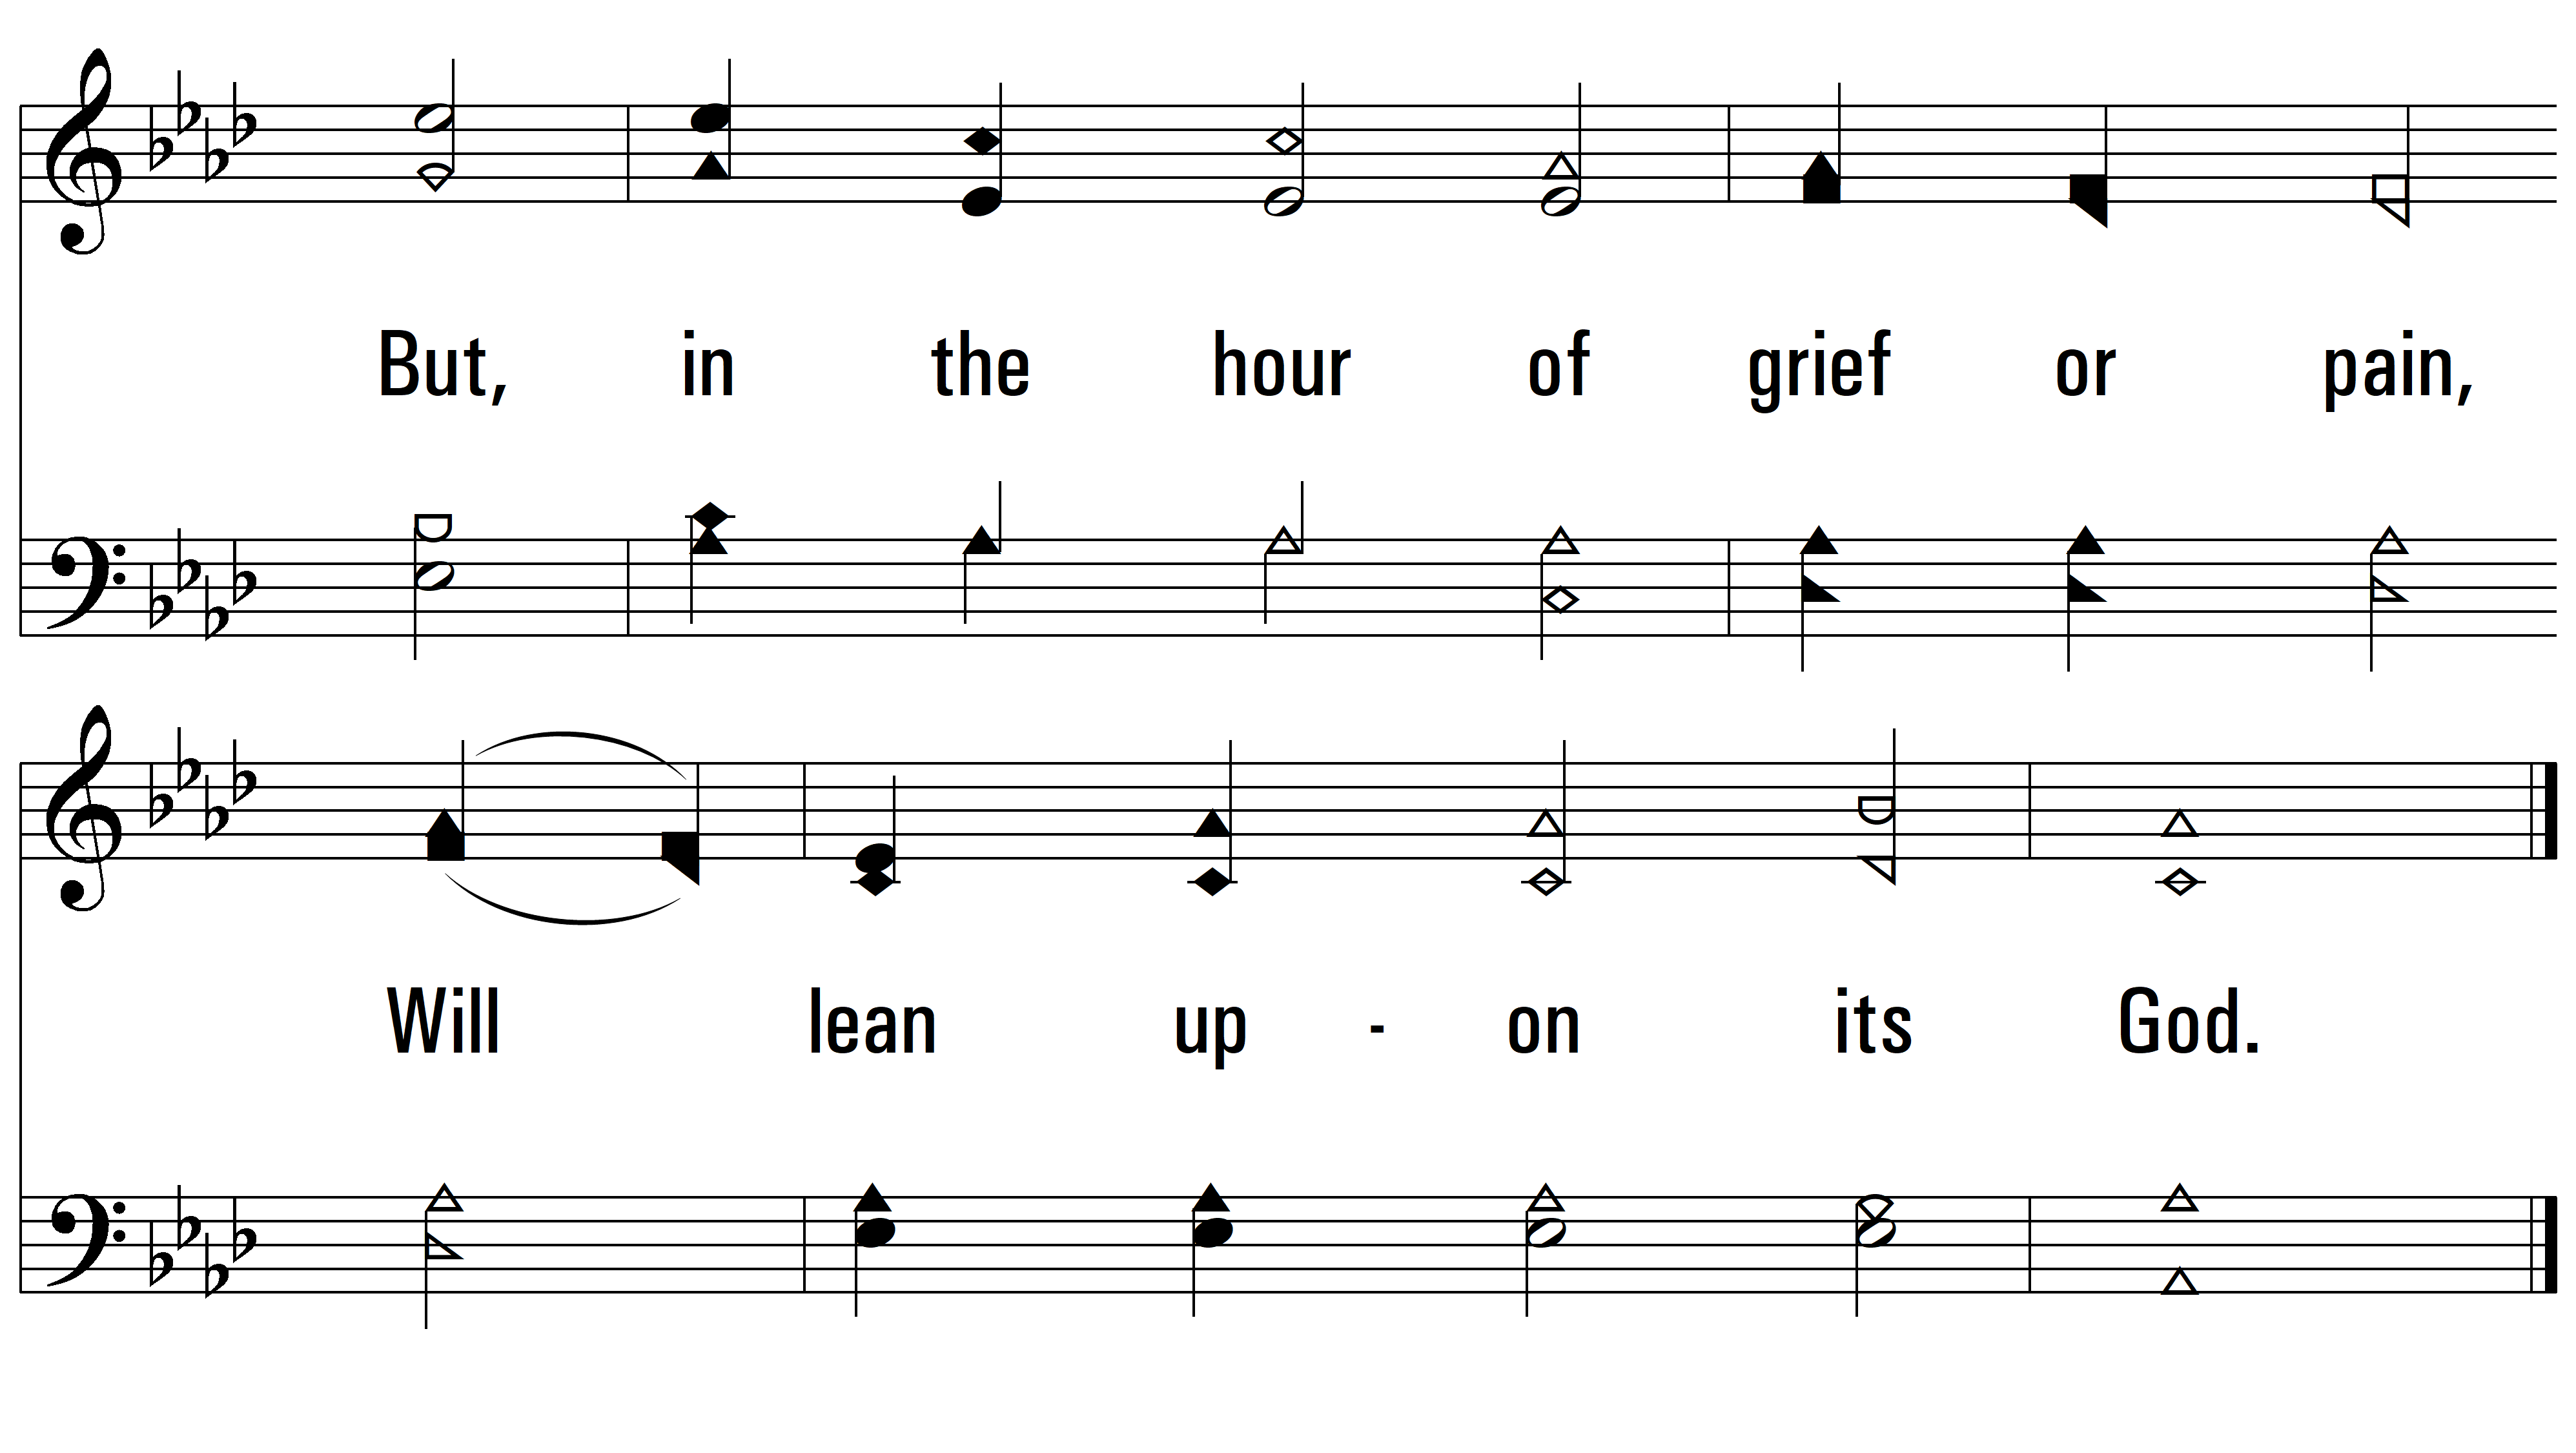 But, in the hour of grief or pain,
Will lean up - on its God.